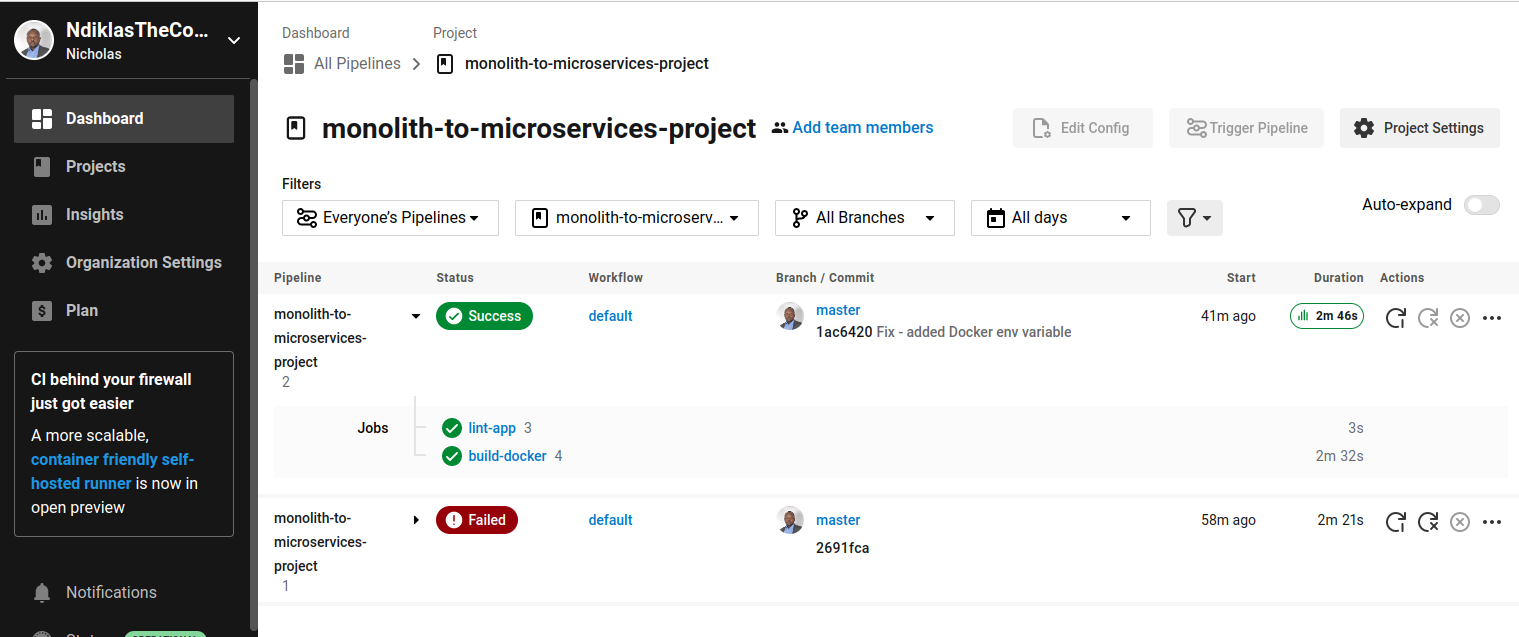 NdiklasTheCo...
Nicholas
Dashboard
Projects
Insights
Organization Settings
Plan
CI behind your firewall
just got easier
A more scalable,
container friendly self-
hosted runner is now in
open preview
Notifications
Dashboard
Project
All Pipelines
monolith-to-microservices-project
monolith-to-microservices-project
Add team members
Edit Config
Trigger Pipeline
Project Settings
Filters
Everyone’s Pipelines
monolith-to-microserv...
All Branches
All days
Auto-expand
Pipeline Status Workflow Branch / Commit Start Duration Actions
monolith-to-
microservices-
project
2
Success
default
master
1ac6420 Fix - added Docker env variable
41m ago
2m 46s
Jobs
lint-app 3
3s
build-docker 4
2m 32s
monolith-to-
microservices-
project
1
Failed
default
master
2691fca
58m ago
2m 21s